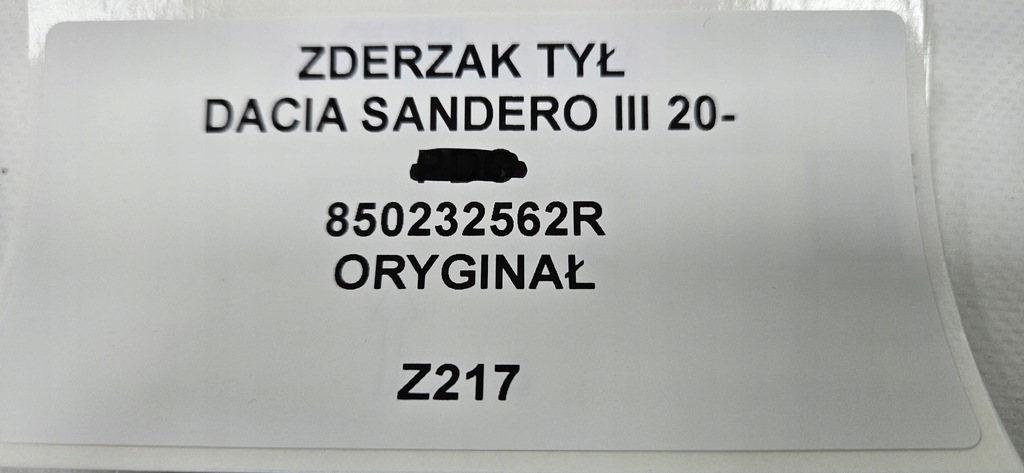 ZDERZAK TYŁ
DACIA SANDERO III 20-
850232562R
ORYGINAŁ
Z217